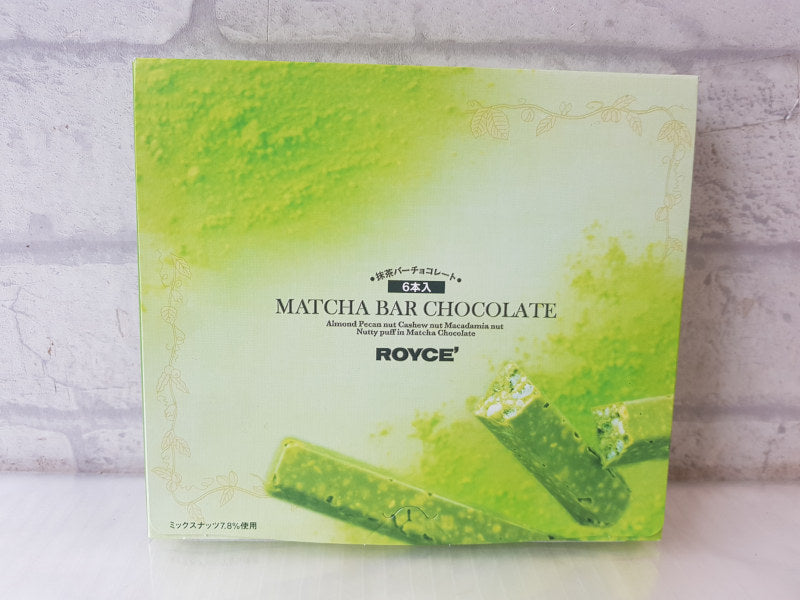 •抹茶バーチョコレート•
6本入
MATCHA BAR CHOCOLATE
Almond Pecan nut Cashew nut Macadamia nut
Nutty puff in Matcha Chocolate
ROYCE'
ミックスナッツ7.8%使用